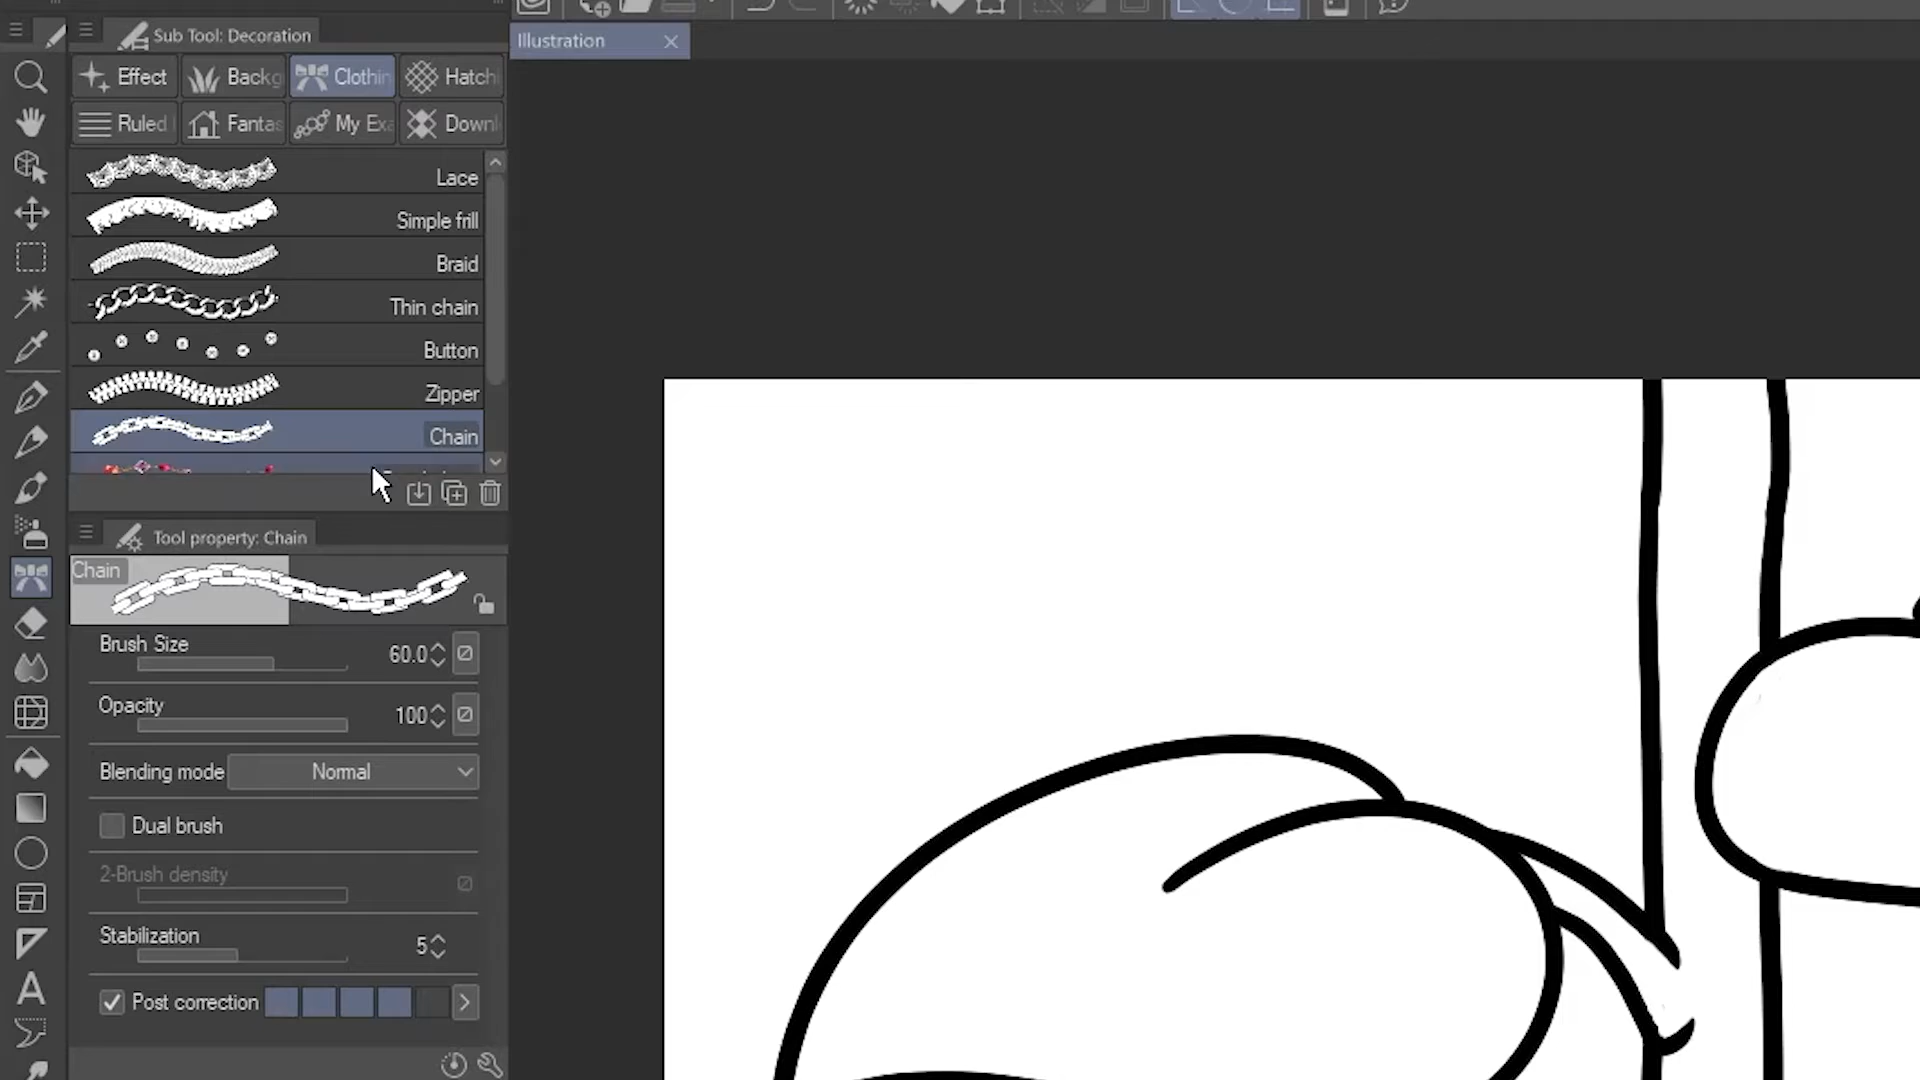 Sub Tool: Decoration
Illustration
Effect
Backg
Clothin
Hatchi
Ruled
Fantas
My Exa
Downl
Lace
Simple frill
Braid
Thin chain
Button
Zipper
Chain
Tool property: Chain
Chain
Brush Size
60.0
Opacity
100
Blending mode
Normal
Dual brush
2-Brush density
Stabilization
5
Post correction